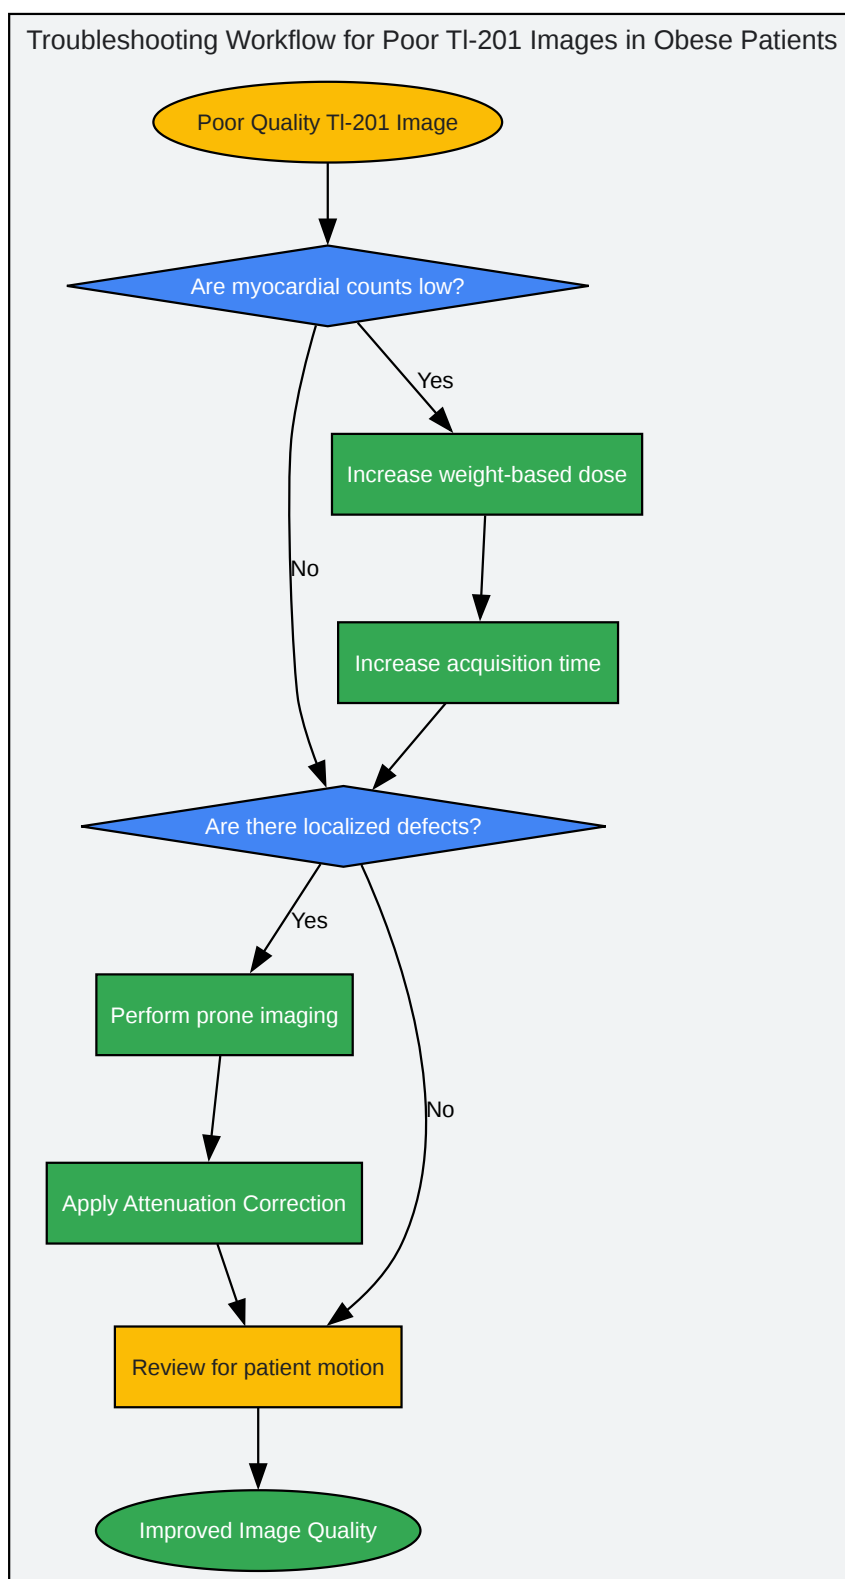 Troubleshooting Workflow for Poor Tl-201 Images in Obese Patients
Poor Quality Tl-201 Image
Are myocardial counts low?
Yes
Increase weight-based dose
No
Increase acquisition time
Are there localized defects?
Yes
Perform prone imaging
No
Apply Attenuation Correction
Review for patient motion
Improved Image Quality